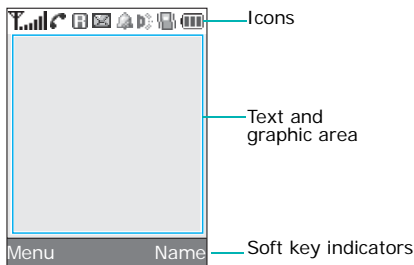 Icons
Text and
graphic area
Menu Name
Soft key indicators